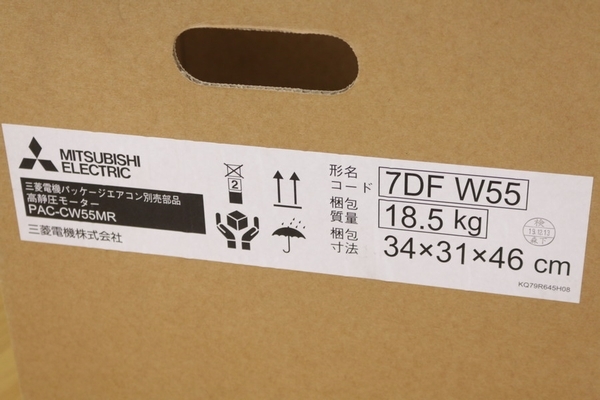 MITSUBISHI
ELECTRIC
三菱電機パッケージエアコン別売部品
高静圧モーター
PAC-CW55MR
三菱電機株式会社
2
形名
コード
7DF W55
梱包
質量
18.5 kg
梱包
寸法
34×31×46 cm
KQ79R645H08